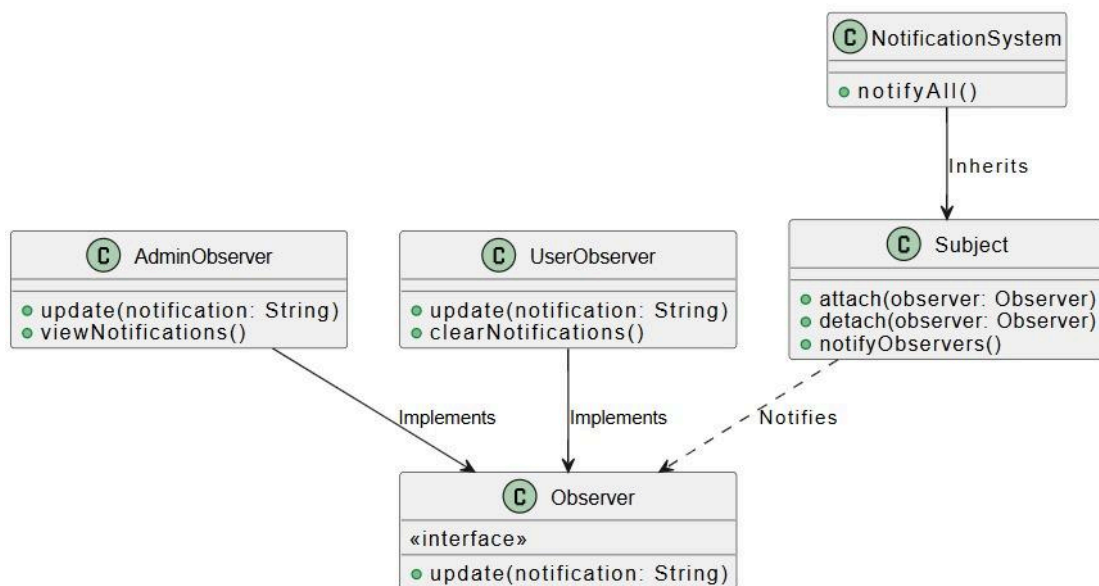 C NotificationSystem
notifyAll()
Inherits
C AdminObserver
update(notification: String)
viewNotifications()
C UserObserver
update(notification: String)
clearNotifications()
C Subject
attach(observer: Observer)
detach(observer: Observer)
notifyObservers()
Implements
Implements
Notifies
C Observer
«interface»
update(notification: String)